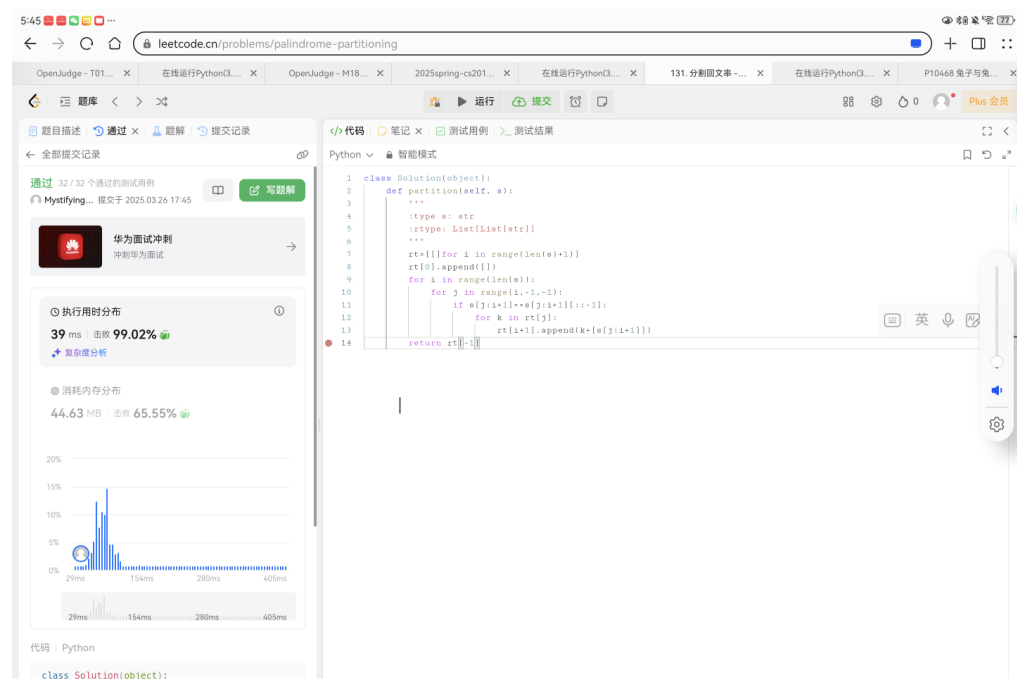 5:45 ...
77
leetcode.cn/problems/palindrome-partitioning
OpenJudge - T01... × 在线运行Python(3.... × OpenJudge - M18... × 2025spring-cs201... × 在线运行Python(3.... × 131. 分割回文串 -... × 在线运行Python(3.... × P10468 兔子与兔... ×
题库 运行 提交 0 Plus 会员
题目描述 通过 × 题解 提交记录
全部提交记录
通过 32 / 32 个通过的测试用例
Mystifying... 提交于 2025.03.26 17:45
写题解
华为面试冲刺
冲刺华为面试
执行用时分布
39 ms 击败 99.02%
复杂度分析
消耗内存分布
44.63 MB 击败 65.55%
20%
15%
10%
5%
0%
29ms 154ms 280ms 405ms
29ms 154ms 280ms 405ms
代码 Python
class Solution(object):
</>代码 笔记 × 测试用例 >_ 测试结果
Python 智能模式
1 class Solution(object):
2 def partition(self, s):
3 '''
4 :type s: str
5 :rtype: List[List[str]]
6 '''
7 rt=[[]for i in range(len(s)+1)]
8 rt[0].append([])
9 for i in range(len(s)):
10 for j in range(i,-1,-1):
11 if s[j:i+1]==s[j:i+1][::-1]:
12 for k in rt[j]:
13 rt[i+1].append(k+[s[j:i+1]])
14 return rt[-1]
英